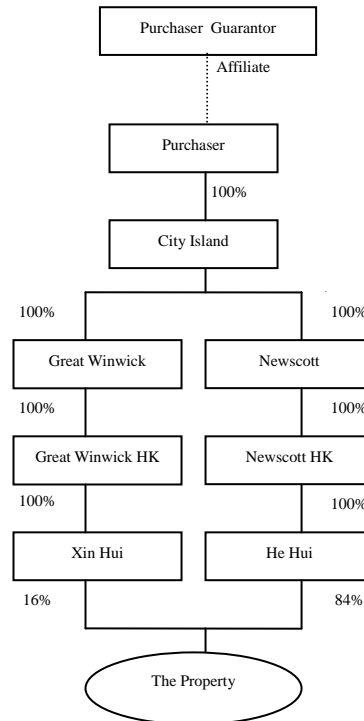 Purchaser Guarantor
Affiliate
Purchaser
100%
City Island
100% 100%
Great Winwick Newscott
100% 100%
Great Winwick HK Newscott HK
100% 100%
Xin Hui He Hui
16% 84%
The Property